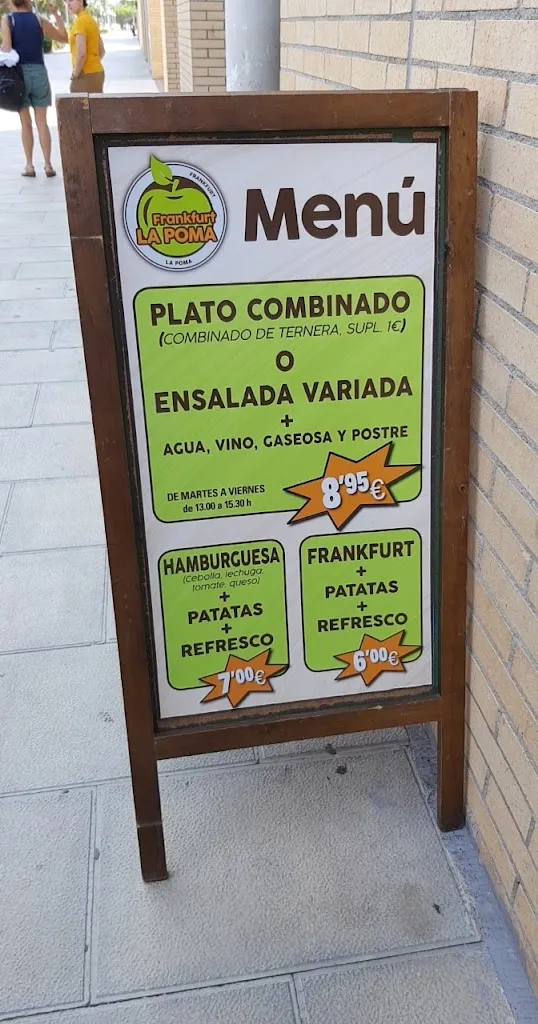 FRANKFURT
Frankfurt
LA POMA
LA POMA
Menú
PLATO COMBINADO
(COMBINADO DE TERNERA, SUPL. 1€)
O
ENSALADA VARIADA
+
AGUA, VINO, GASEOSA Y POSTRE
DE MARTES A VIERNES
de 13.00 a 15.30 h
8'95€
HAMBURGUESA
(Cebolla, lechuga,
tomate, queso)
+
PATATAS
+
REFRESCO
7'00€
FRANKFURT
+
PATATAS
+
REFRESCO
6'00€